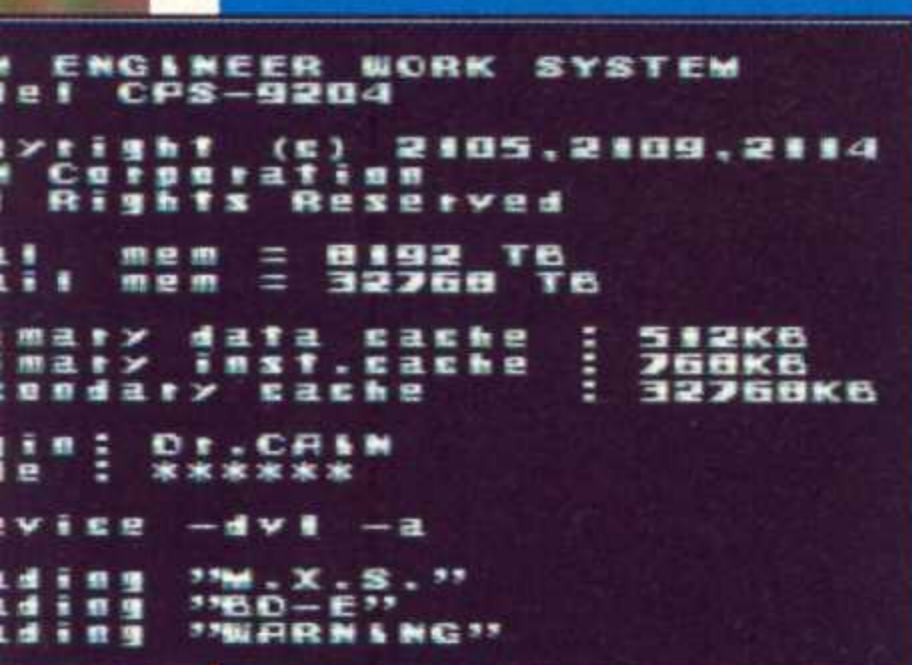 ENGINEER WORK SYSTEM
CPS-9204
(c) 2105,2109,2114
Corporation
Rights Reserved
mem = 8192 TB
mem = 32768 TB
data cache : 512KB
inst.cache : 768KB
cache : 32768KB
: Dr.CAIN
: ******
-dvl -a
"M.X.S."
"BD-E"
"WARNING"